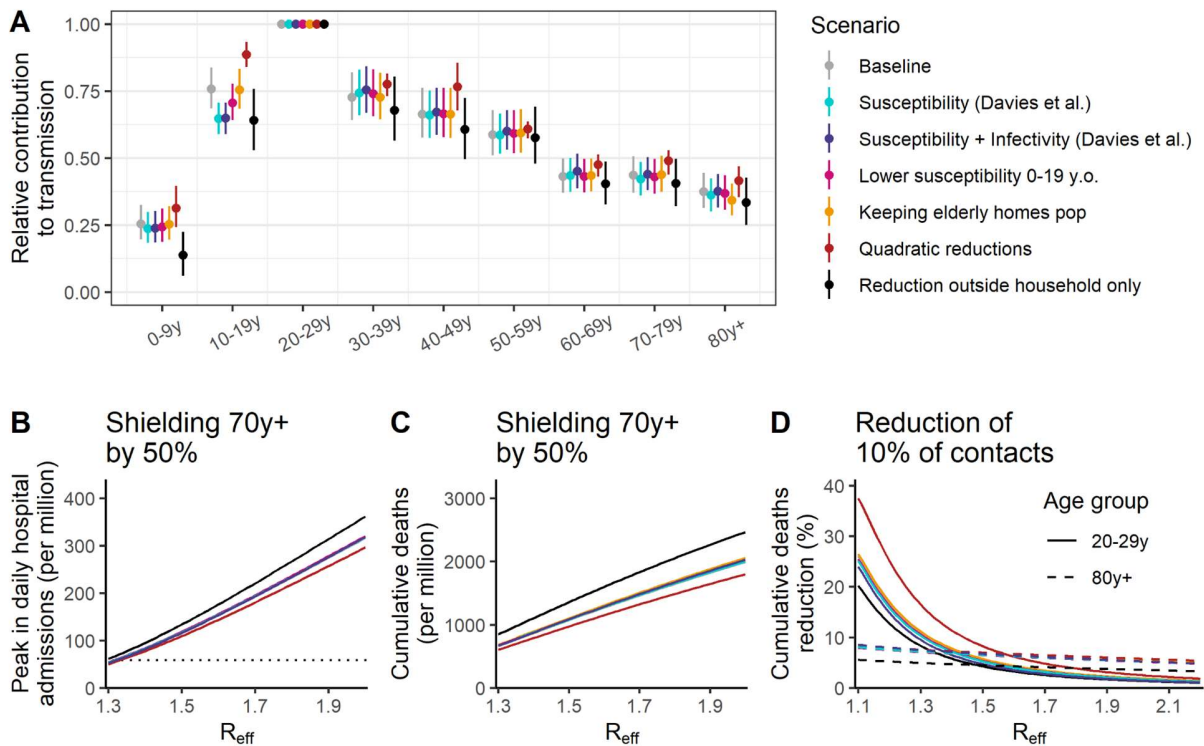 A
Relative contribution
to transmission
1.00
0.75
0.50
0.25
0.00
0-9y
10-19y
20-29y
30-39y
40-49y
50-59y
60-69y
70-79y
80y+
Scenario
Baseline
Susceptibility (Davies et al.)
Susceptibility + Infectivity (Davies et al.)
Lower susceptibility 0-19 y.o.
Keeping elderly homes pop
Quadratic reductions
Reduction outside household only
B
Shielding 70y+
by 50%
Peak in daily hospital
admissions (per million)
400
300
200
100
0
1.3
1.5
1.7
1.9
Reff
C
Shielding 70y+
by 50%
Cumulative deaths
(per million)
3000
2000
1000
0
1.3
1.5
1.7
1.9
Reff
D
Reduction of
10% of contacts
Cumulative deaths
reduction (%)
40
30
20
10
0
1.1
1.3
1.5
1.7
1.9
2.1
Reff
Age group
20-29y
80y+